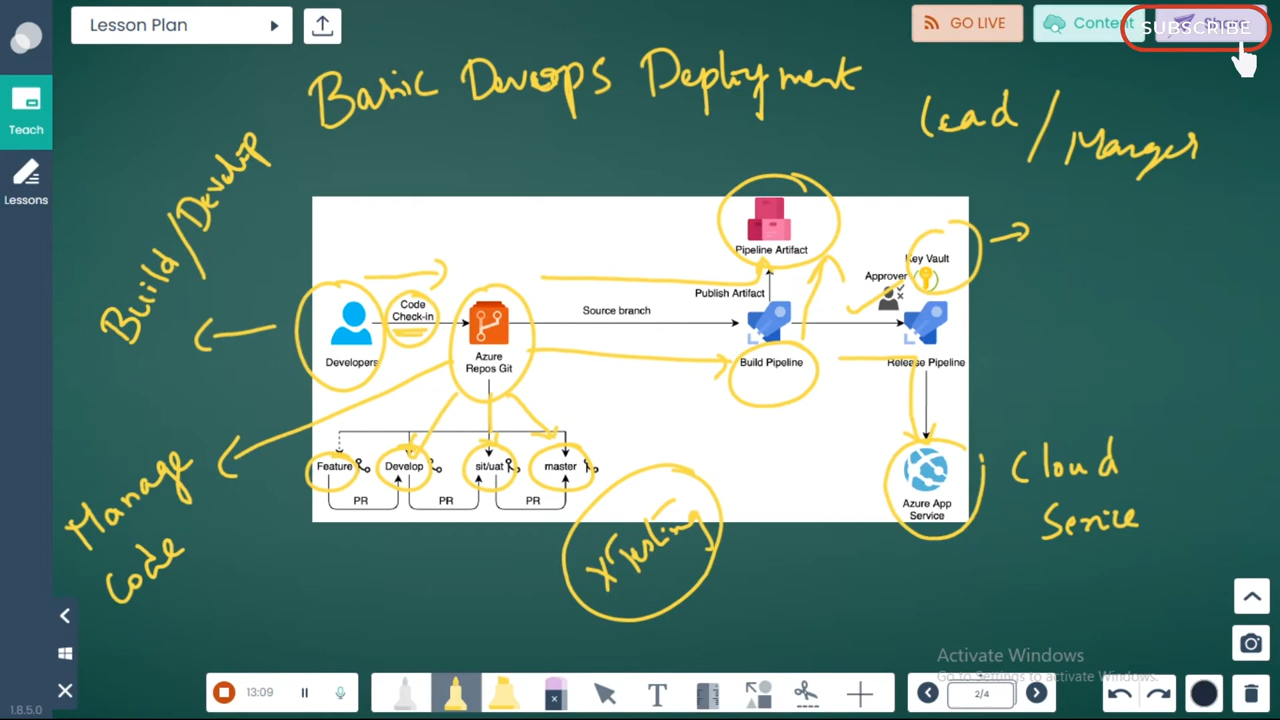 Lesson Plan
GO LIVE
Content
SUBSCRIBE
Teach
Lessons
Basic Devops Deployment
Lead / Manger
Build/Develop
Pipeline Artifact
Key Vault
Approver
Publish Artifact
Code
Check-in
Source branch
Developers
Azure
Repos Git
Build Pipeline
Release Pipeline
Feature
Develop
sit/uat
master
PR
PR
PR
Azure App
Service
Cloud
Service
Manage
Code
Testing
Activate Windows
Go to Settings to activate Windows.
1.8.5.0
13:09
T
2/4